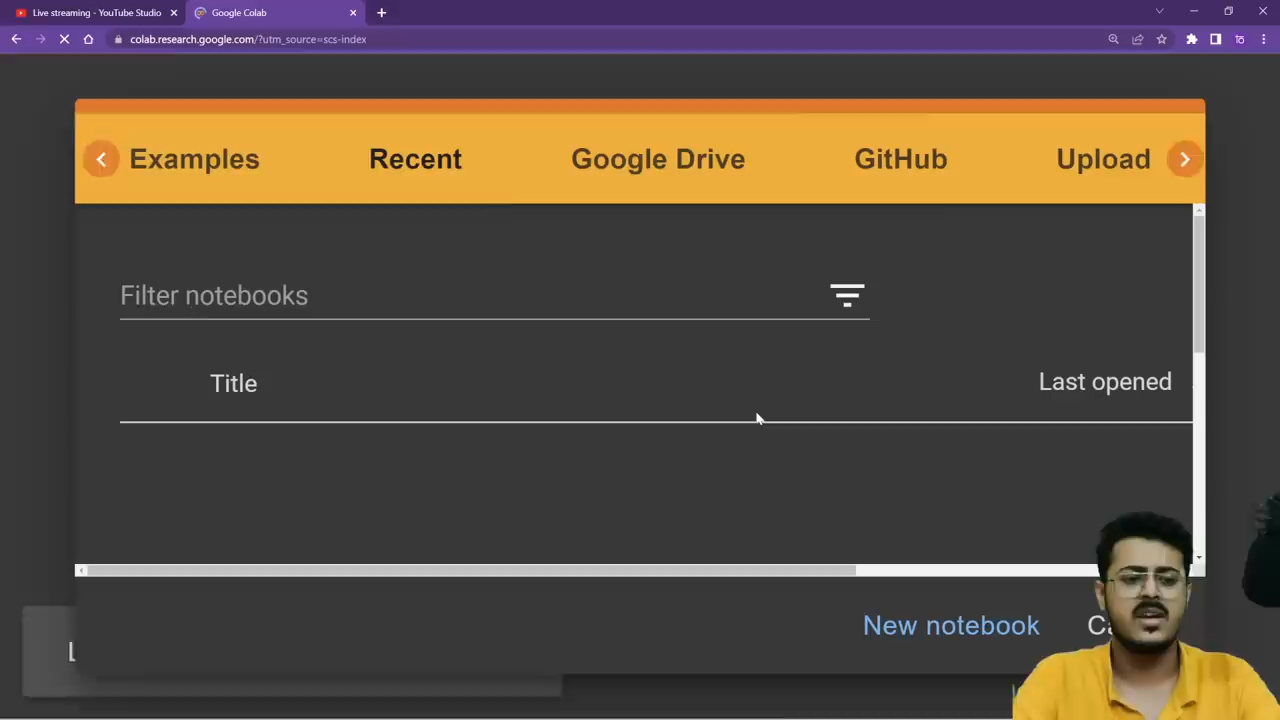 Live streaming - YouTube Studio
Google Colab
colab.research.google.com/?utm_source=scs-index
Examples
Recent
Google Drive
GitHub
Upload
Filter notebooks
Title
Last opened
New notebook